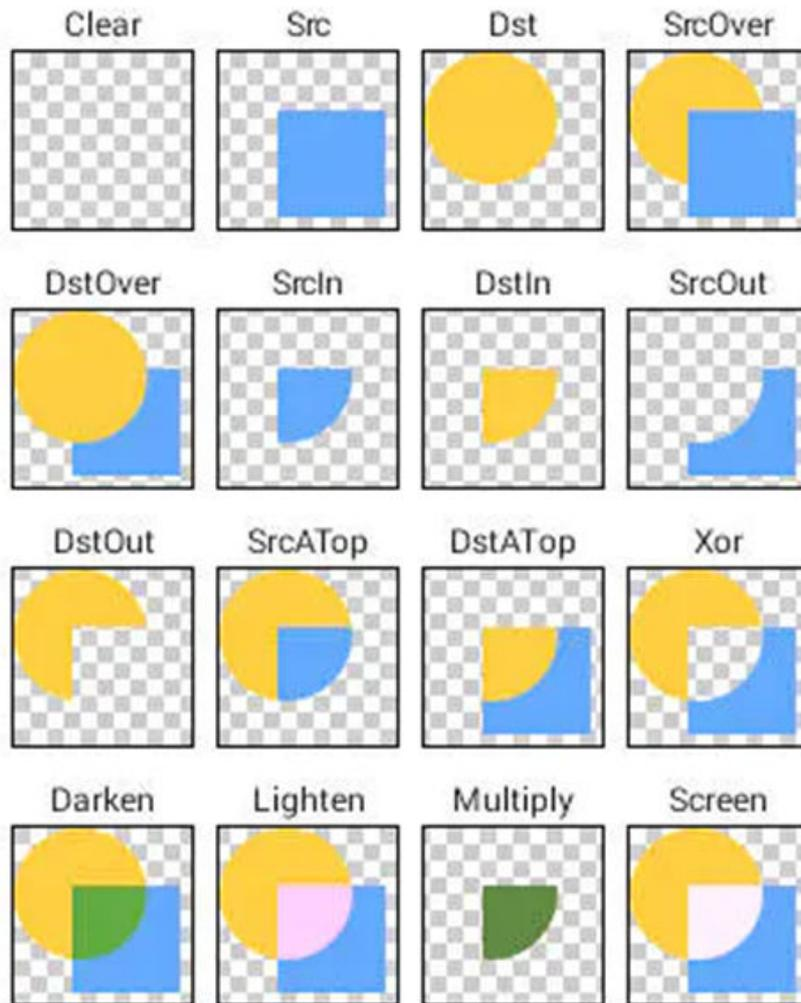 Clear Src Dst SrcOver
DstOver SrcIn DstIn SrcOut
DstOut SrcATop DstATop Xor
Darken Lighten Multiply Screen